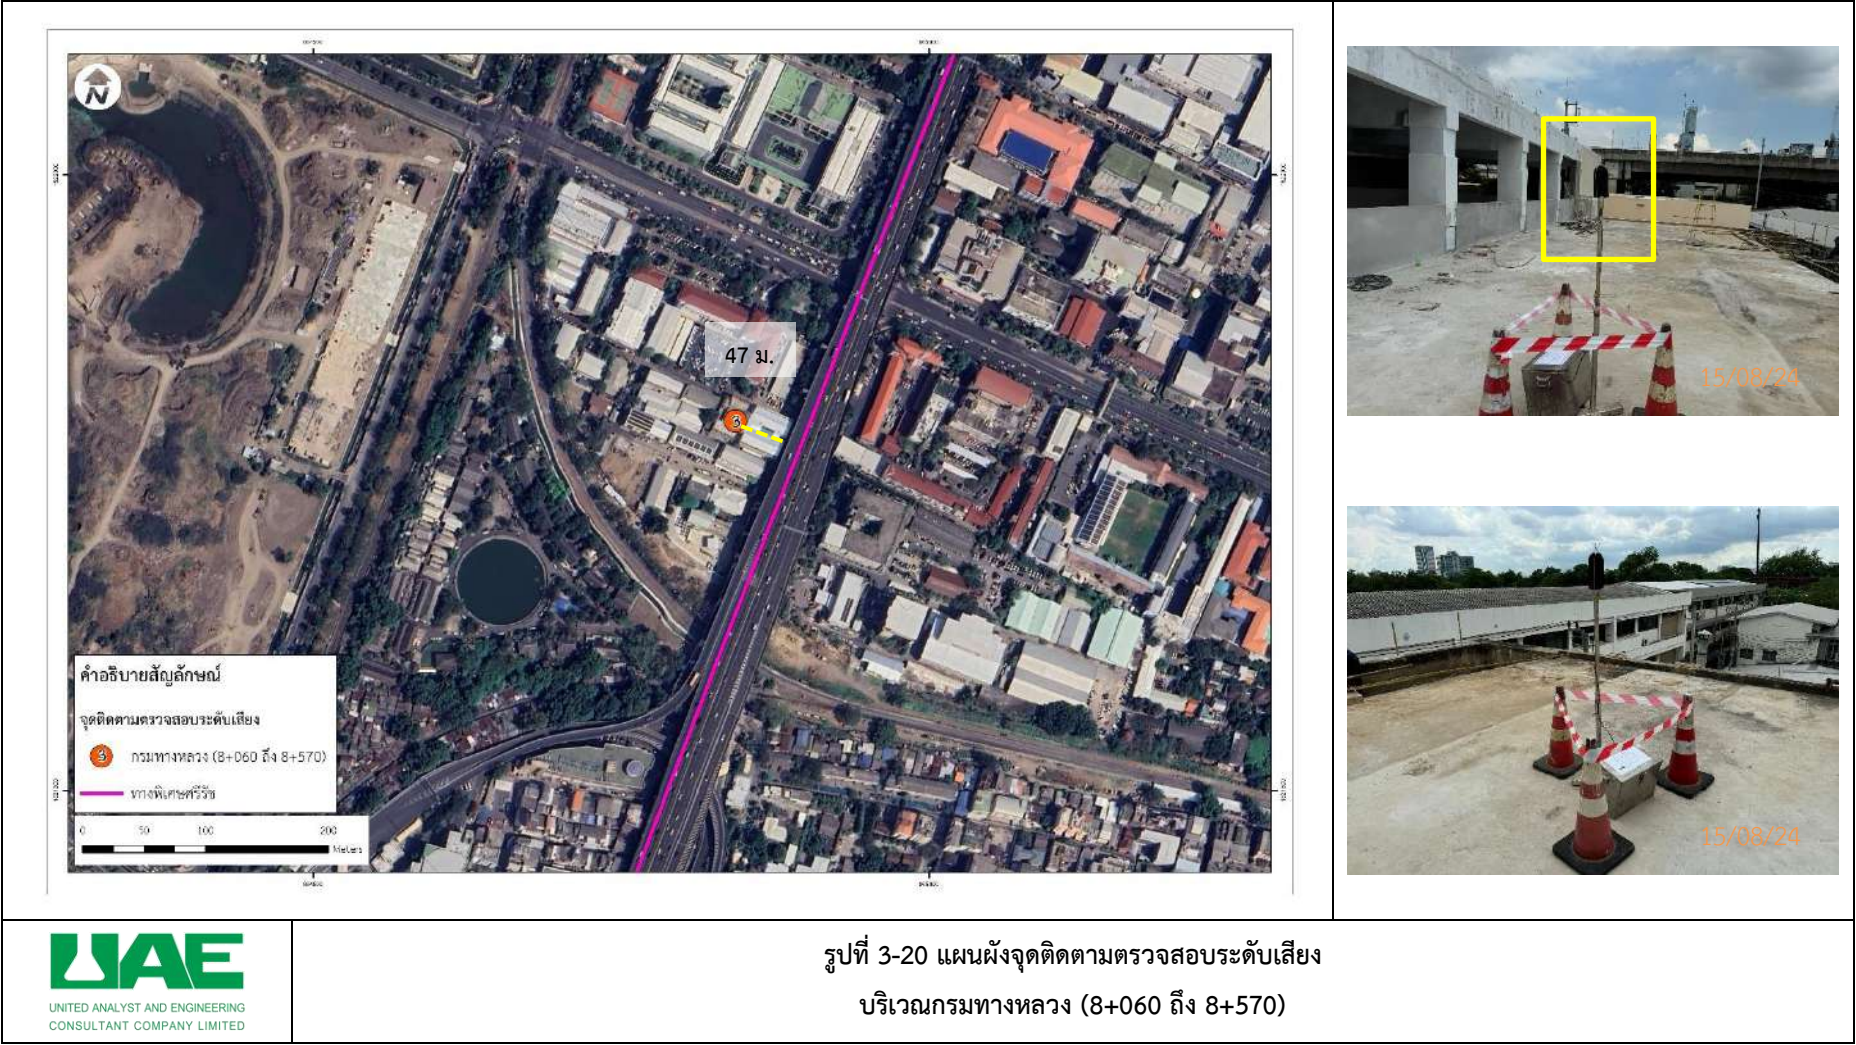 N
47 ม.
3
คำอธิบายสัญลักษณ์
จุดติดตามตรวจสอบระดับเสียง
3 กรมทางหลวง (8+060 ถึง 8+570)
ทางพิเศษศรีรัช
0 50 100 200
Meters
15/08/24
15/08/24
UAE
UNITED ANALYST AND ENGINEERING
CONSULTANT COMPANY LIMITED
รูปที่ 3-20 แผนผังจุดติดตามตรวจสอบระดับเสียง
บริเวณกรมทางหลวง (8+060 ถึง 8+570)